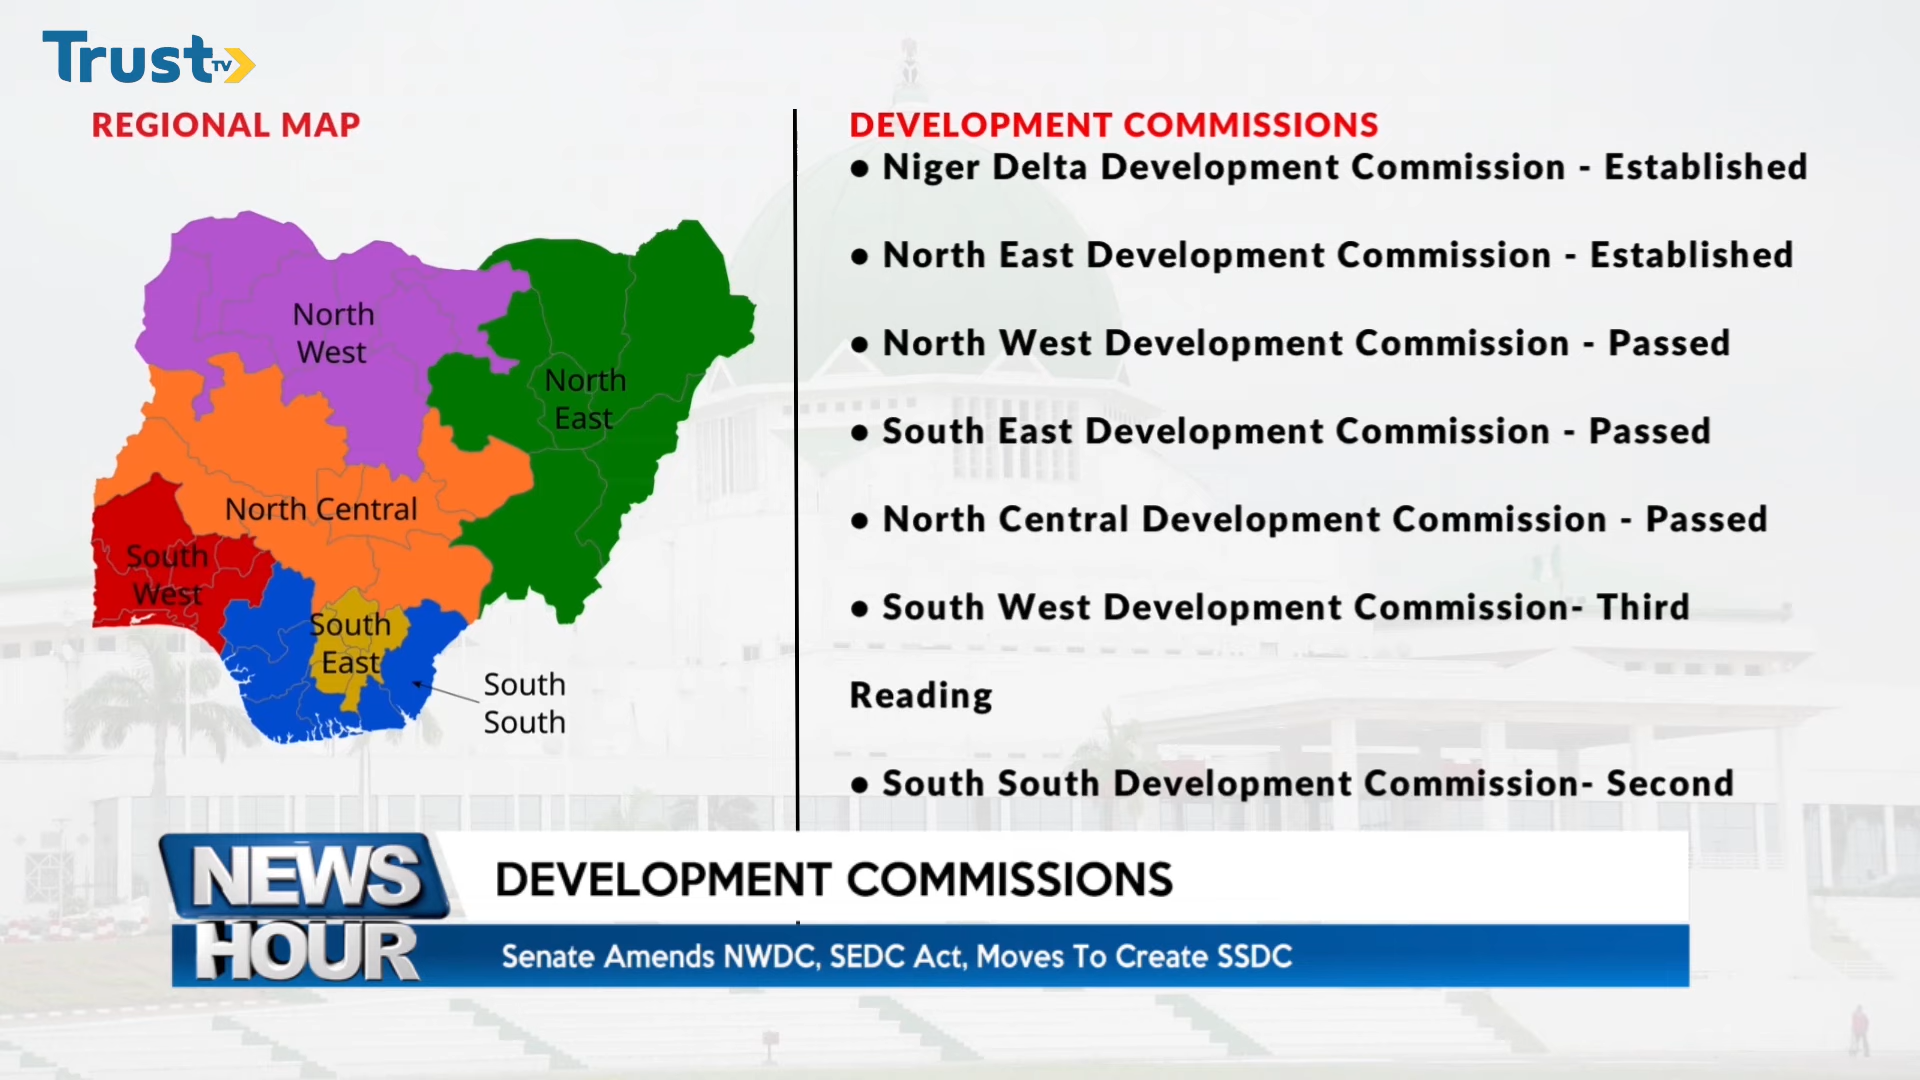 Trust TV
REGIONAL MAP
North
West
North
East
North Central
South
West
South
East
South
South
DEVELOPMENT COMMISSIONS
● Niger Delta Development Commission - Established
● North East Development Commission - Established
● North West Development Commission - Passed
● South East Development Commission - Passed
● North Central Development Commission - Passed
● South West Development Commission- Third
Reading
● South South Development Commission- Second
NEWS
HOUR
DEVELOPMENT COMMISSIONS
Senate Amends NWDC, SEDC Act, Moves To Create SSDC